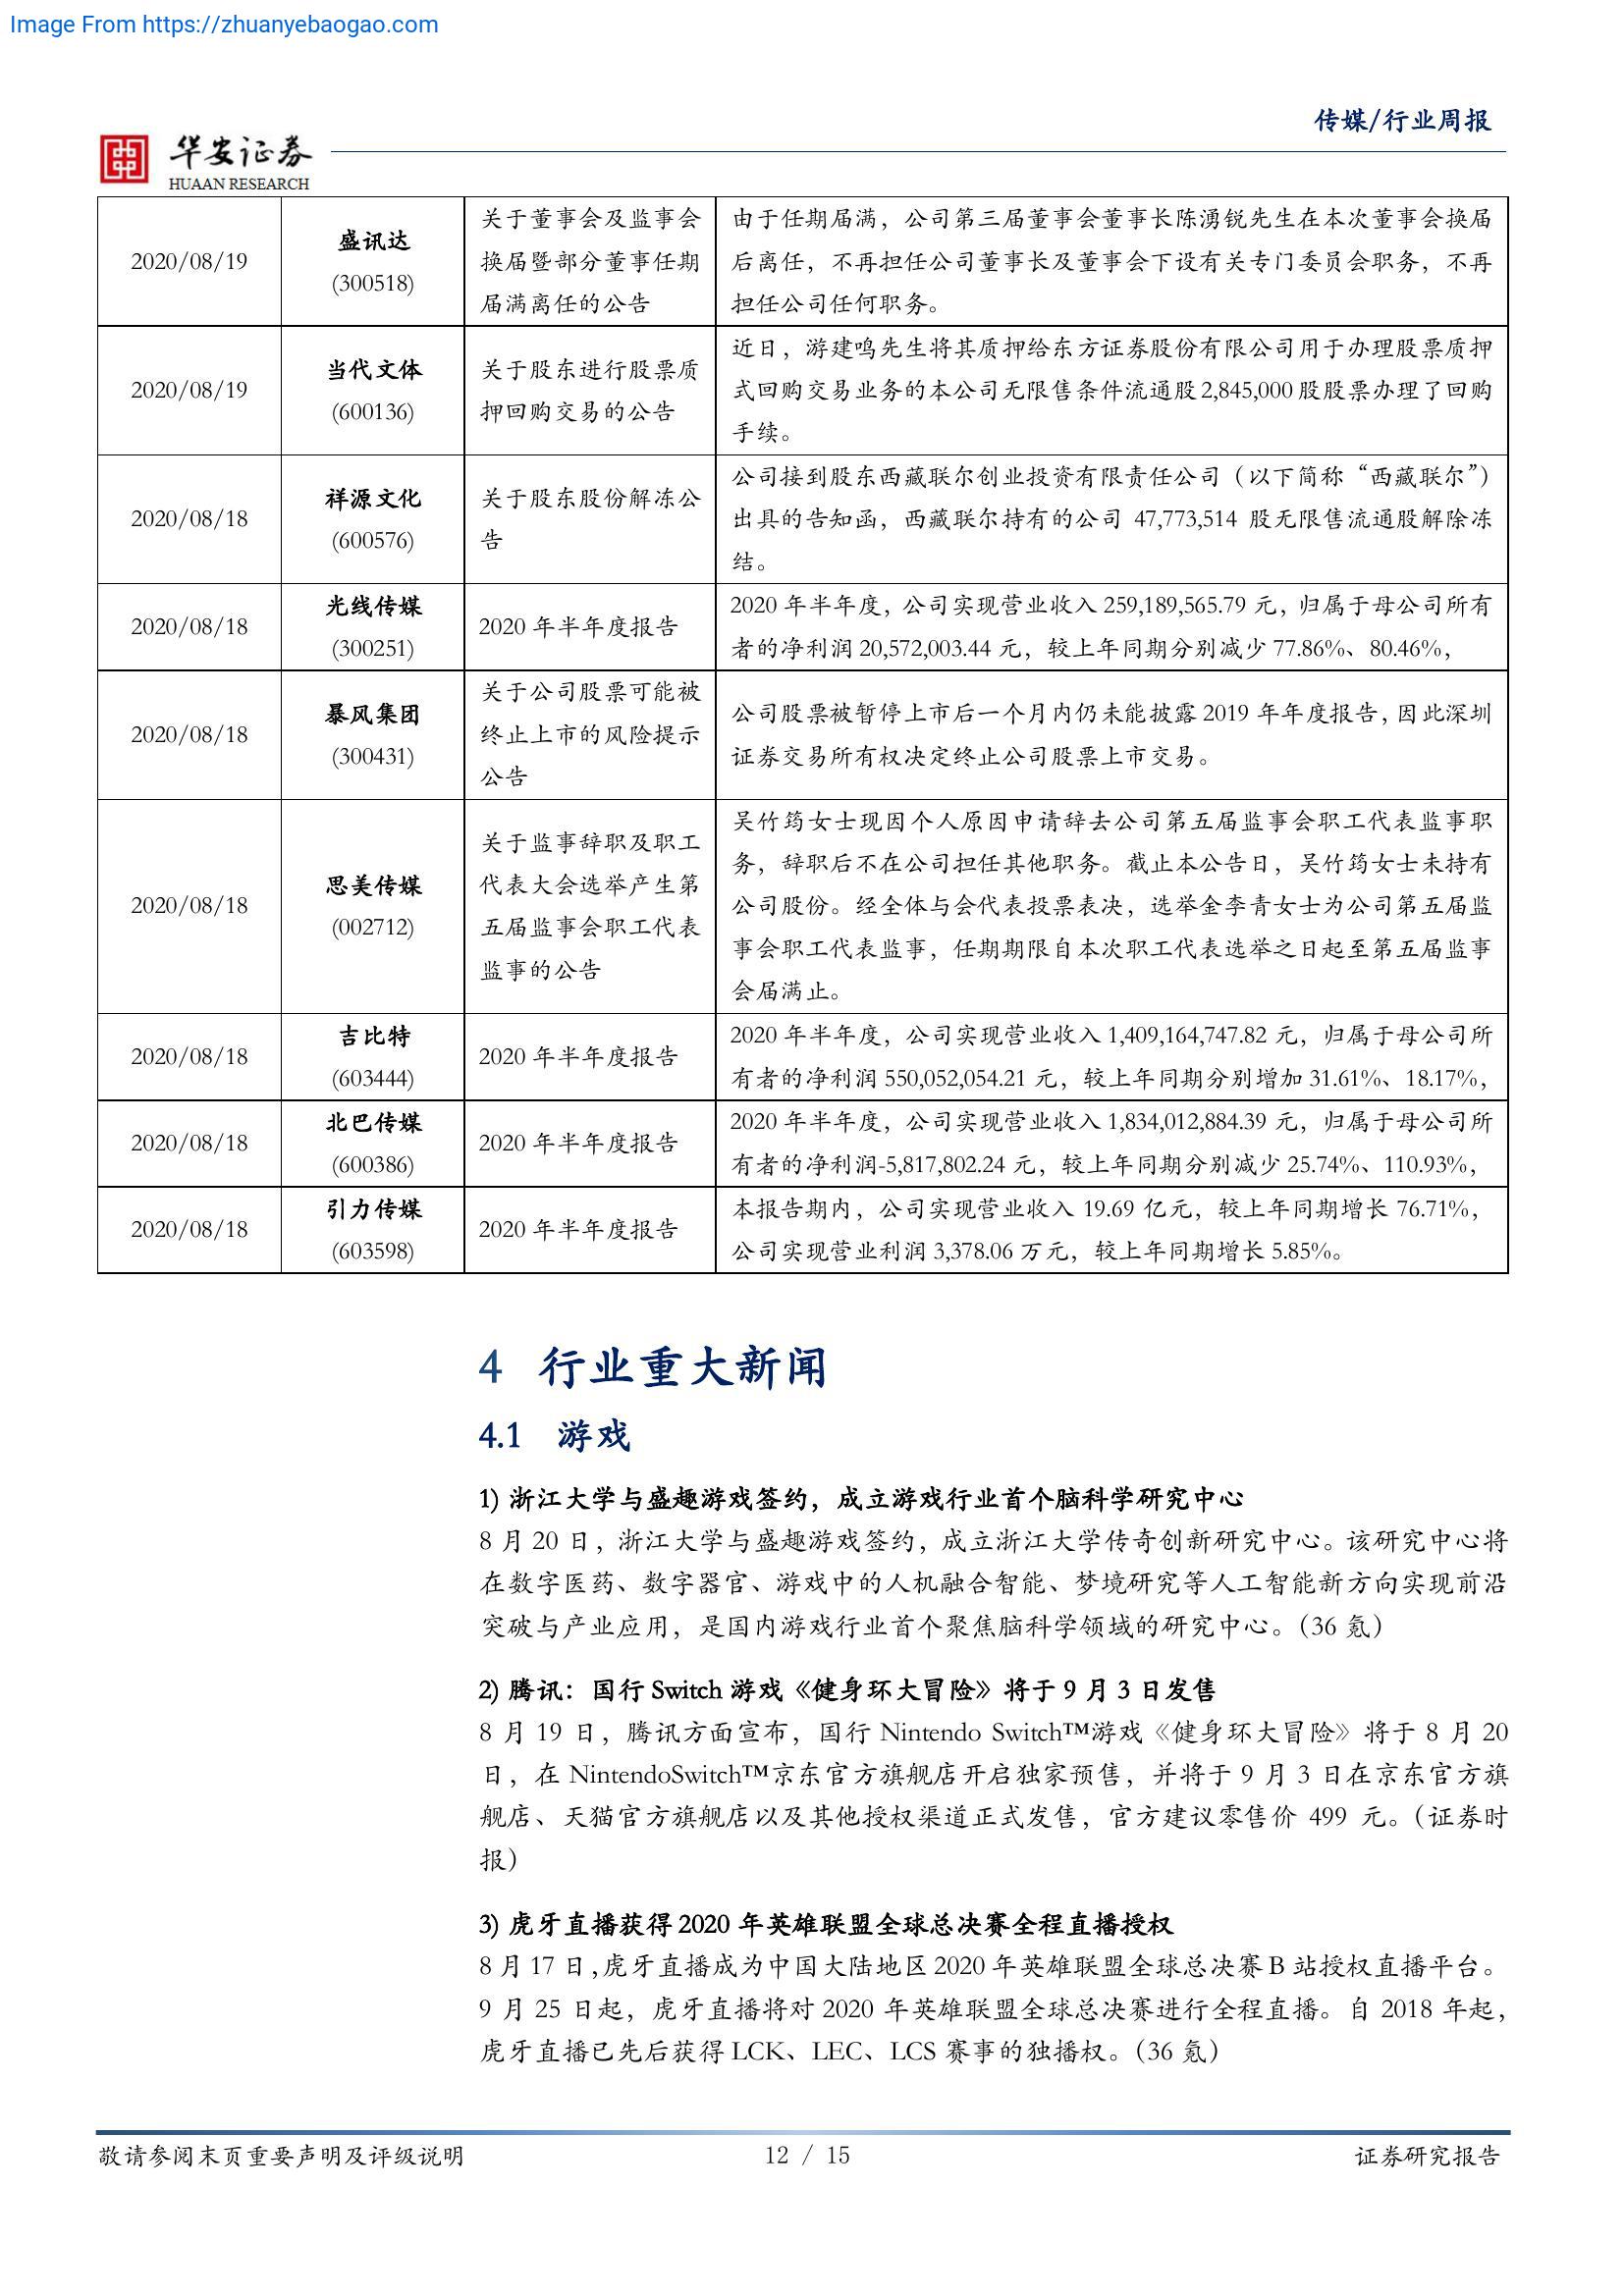 Image From https://zhuanyebaogao.com
传媒/行业周报
华安证券
HUAAN RESEARCH
2020/08/19
盛讯达
(300518)
关于董事会及监事会
换届暨部分董事任期
届满离任的公告
由于任期届满，公司第三届董事会董事长陈湧锐先生在本次董事会换届
后离任，不再担任公司董事长及董事会下设有关专门委员会职务，不再
担任公司任何职务。
2020/08/19
当代文体
(600136)
关于股东进行股票质
押回购交易的公告
近日，游建鸣先生将其质押给东方证券股份有限公司用于办理股票质押
式回购交易业务的本公司无限售条件流通股 2,845,000 股股票办理了回购
手续。
2020/08/18
祥源文化
(600576)
关于股东股份解冻公
告
公司接到股东西藏联尔创业投资有限责任公司（以下简称“西藏联尔”）
出具的告知函，西藏联尔持有的公司 47,773,514 股无限售流通股解除冻
结。
2020/08/18
光线传媒
(300251)
2020 年半年度报告
2020 年半年度，公司实现营业收入 259,189,565.79 元，归属于母公司所有
者的净利润 20,572,003.44 元，较上年同期分别减少 77.86%、80.46%，
2020/08/18
暴风集团
(300431)
关于公司股票可能被
终止上市的风险提示
公告
公司股票被暂停上市后一个月内仍未能披露 2019 年年度报告，因此深圳
证券交易所有权决定终止公司股票上市交易。
2020/08/18
思美传媒
(002712)
关于监事辞职及职工
代表大会选举产生第
五届监事会职工代表
监事的公告
吴竹筠女士现因个人原因申请辞去公司第五届监事会职工代表监事职
务，辞职后不在公司担任其他职务。截止本公告日，吴竹筠女士未持有
公司股份。经全体与会代表投票表决，选举金李青女士为公司第五届监
事会职工代表监事，任期期限自本次职工代表选举之日起至第五届监事
会届满止。
2020/08/18
吉比特
(603444)
2020 年半年度报告
2020 年半年度，公司实现营业收入 1,409,164,747.82 元，归属于母公司所
有者的净利润 550,052,054.21 元，较上年同期分别增加 31.61%、18.17%，
2020/08/18
北巴传媒
(600386)
2020 年半年度报告
2020 年半年度，公司实现营业收入 1,834,012,884.39 元，归属于母公司所
有者的净利润-5,817,802.24 元，较上年同期分别减少 25.74%、110.93%，
2020/08/18
引力传媒
(603598)
2020 年半年度报告
本报告期内，公司实现营业收入 19.69 亿元，较上年同期增长 76.71%，
公司实现营业利润 3,378.06 万元，较上年同期增长 5.85%。
4 行业重大新闻
4.1 游戏
1) 浙江大学与盛趣游戏签约，成立游戏行业首个脑科学研究中心
8 月 20 日，浙江大学与盛趣游戏签约，成立浙江大学传奇创新研究中心。该研究中心将
在数字医药、数字器官、游戏中的人机融合智能、梦境研究等人工智能新方向实现前沿
突破与产业应用，是国内游戏行业首个聚焦脑科学领域的研究中心。（36 氪）
2) 腾讯：国行 Switch 游戏《健身环大冒险》将于 9 月 3 日发售
8 月 19 日，腾讯方面宣布，国行 Nintendo Switch™游戏《健身环大冒险》将于 8 月 20
日，在 NintendoSwitch™京东官方旗舰店开启独家预售，并将于 9 月 3 日在京东官方旗
舰店、天猫官方旗舰店以及其他授权渠道正式发售，官方建议零售价 499 元。（证券时
报）
3) 虎牙直播获得 2020 年英雄联盟全球总决赛全程直播授权
8 月 17 日，虎牙直播成为中国大陆地区 2020 年英雄联盟全球总决赛 B 站授权直播平台。
9 月 25 日起，虎牙直播将对 2020 年英雄联盟全球总决赛进行全程直播。自 2018 年起，
虎牙直播已先后获得 LCK、LEC、LCS 赛事的独播权。（36 氪）
敬请参阅末页重要声明及评级说明
12 / 15
证券研究报告